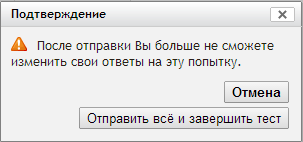 Подтверждение
После отправки Вы больше не сможете
изменить свои ответы на эту попытку.
Отмена
Отправить всё и завершить тест